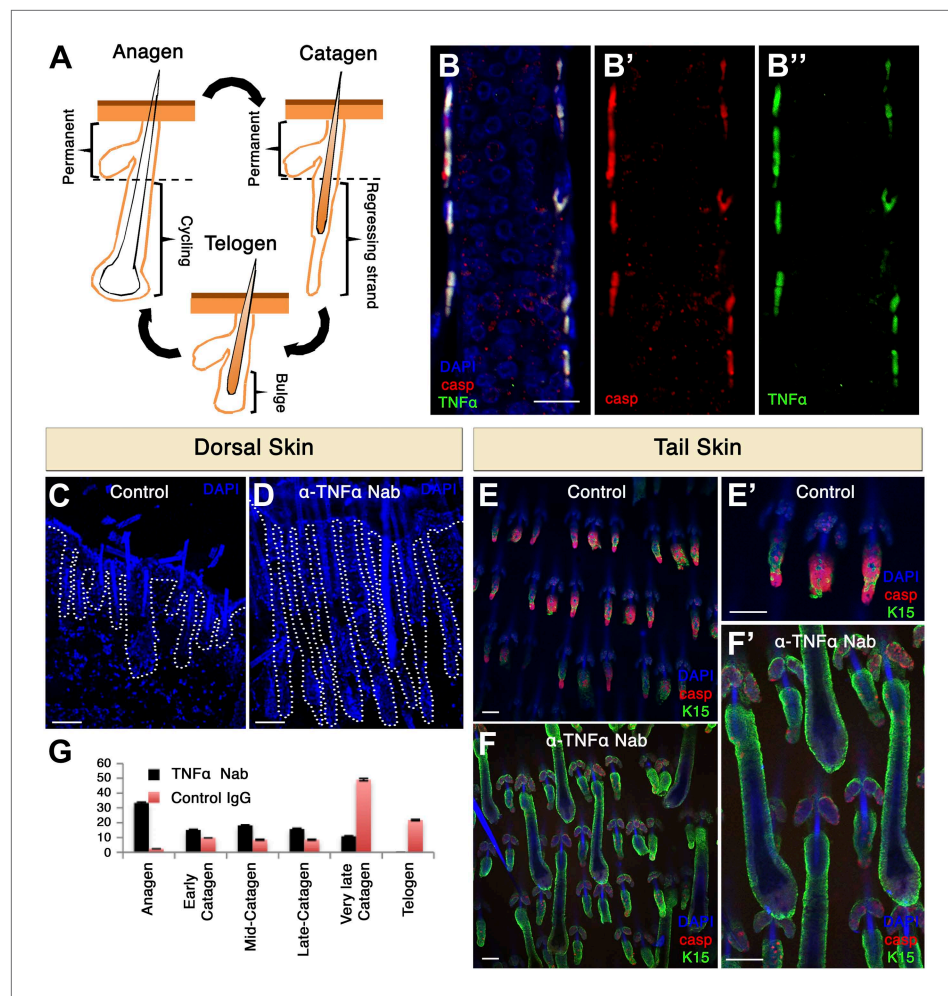 A
Anagen
Catagen
Permanent
Permanent
Cycling
Regressing strand
Telogen
Bulge
B
DAPI
casp
TNFα
B'
casp
B''
TNFα
Dorsal Skin
Tail Skin
C
Control
DAPI
D
α-TNFα Nab
DAPI
E
Control
DAPI
casp
K15
E'
Control
DAPI
casp
K15
F
α-TNFα Nab
DAPI
casp
K15
F'
α-TNFα Nab
DAPI
casp
K15
G
TNFα Nab
Control IgG
60
50
40
30
20
10
0
Anagen
Early
Catagen
Mid-Catagen
Late-Catagen
Very late
Catagen
Telogen